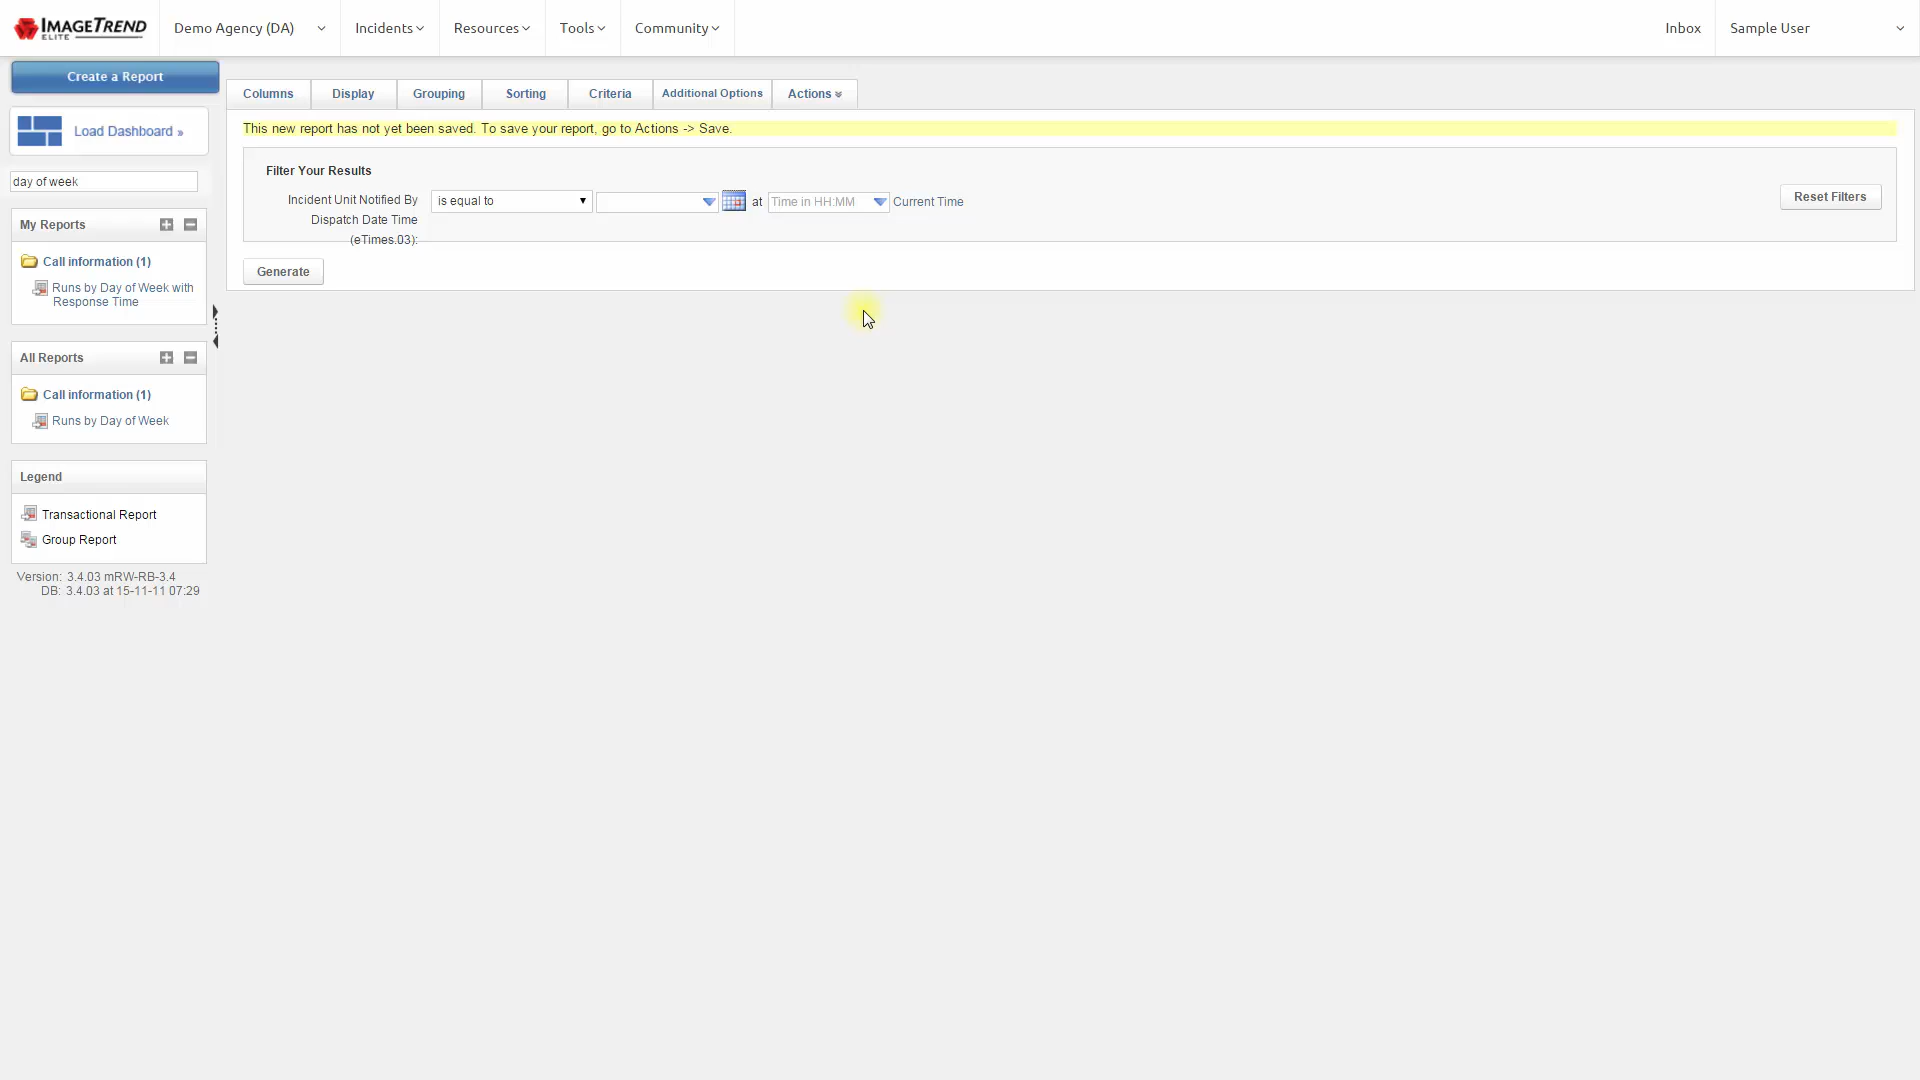 IMAGETREND ELITE
Demo Agency (DA)
Incidents
Resources
Tools
Community
Inbox
Sample User
Create a Report
Load Dashboard »
day of week
My Reports
Call information (1)
Runs by Day of Week with
Response Time
All Reports
Call information (1)
Runs by Day of Week
Legend
Transactional Report
Group Report
Version: 3.4.03 mRW-RB-3.4
DB: 3.4.03 at 15-11-11 07:29
Columns
Display
Grouping
Sorting
Criteria
Additional Options
Actions
This new report has not yet been saved. To save your report, go to Actions -> Save.
Filter Your Results
Incident Unit Notified By
Dispatch Date Time
(eTimes.03):
is equal to
at
Time in HH:MM
Current Time
Reset Filters
Generate